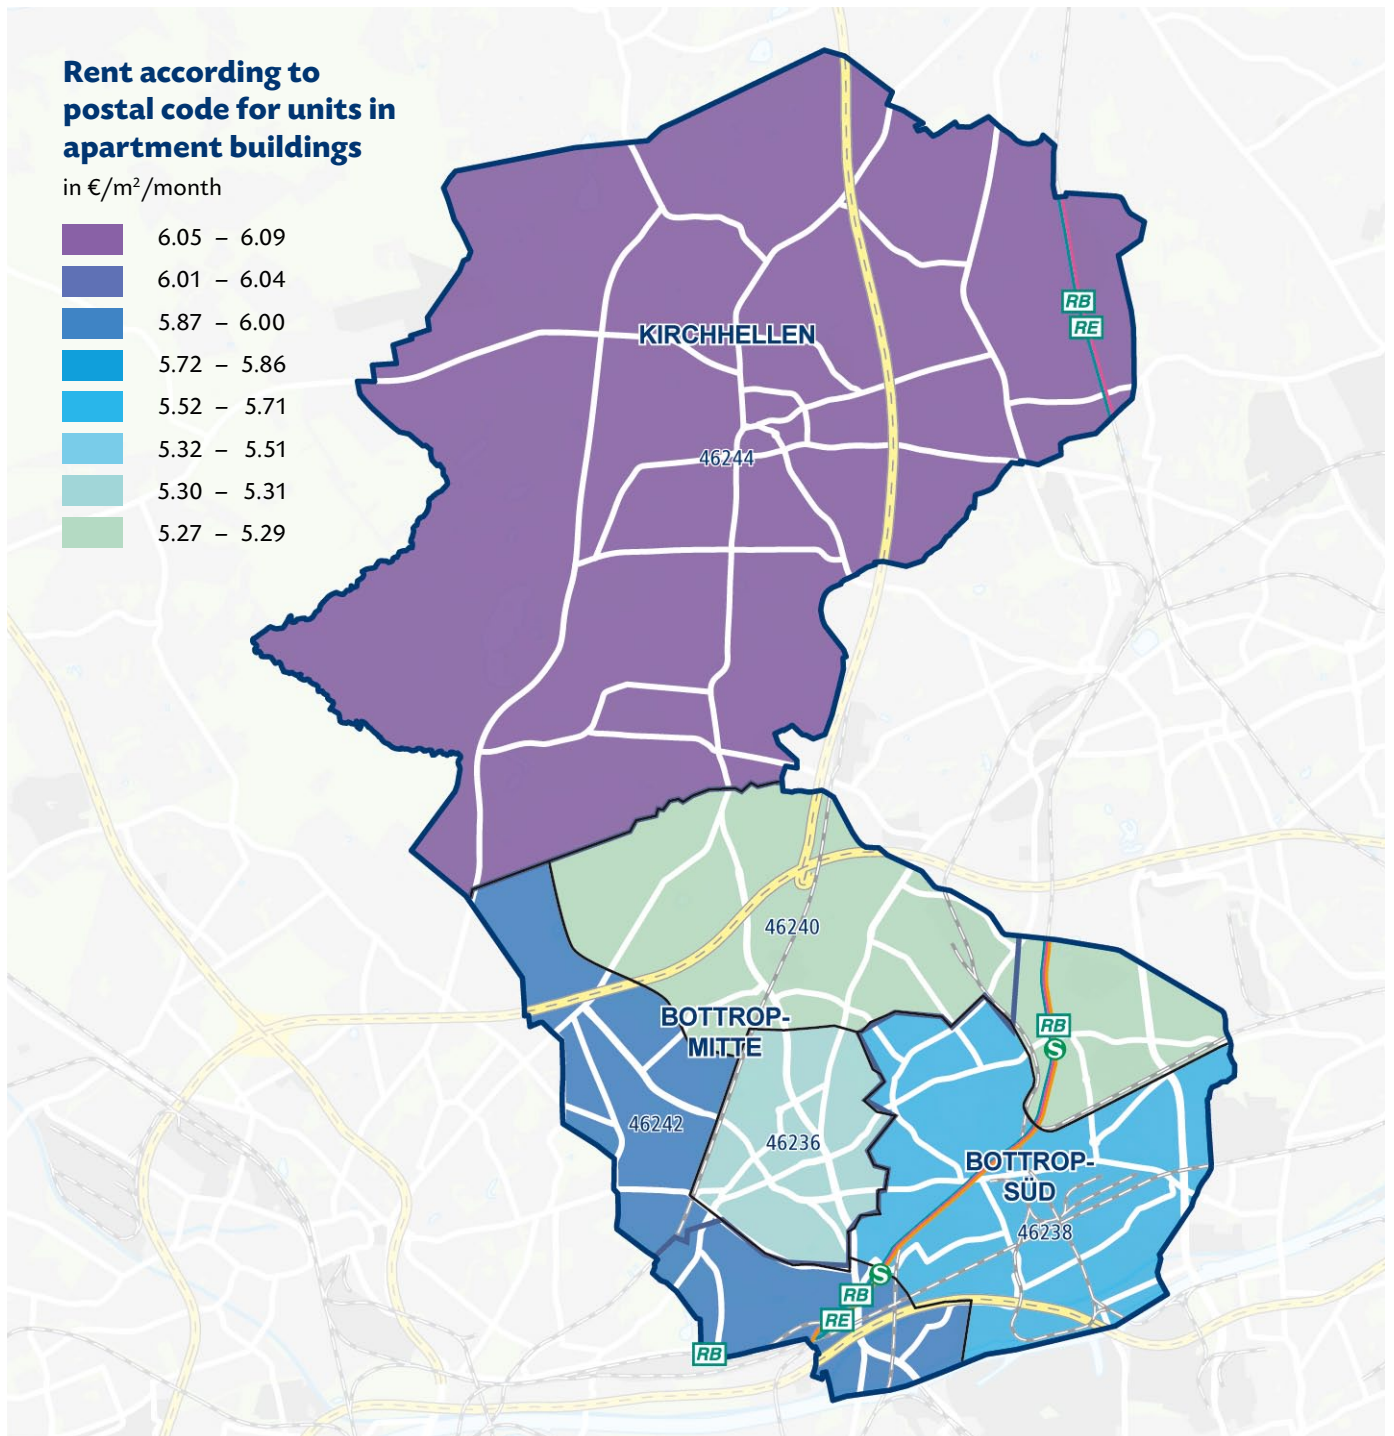 Rent according to
postal code for units in
apartment buildings
in €/m²/month
6.05 – 6.09
6.01 – 6.04
5.87 – 6.00
5.72 – 5.86
5.52 – 5.71
5.32 – 5.51
5.30 – 5.31
5.27 – 5.29
RB
RE
KIRCHHELLEN
46244
46240
BOTTROP-
MITTE
RB
S
46242
46236
BOTTROP-
SÜD
46238
S
RB
RE
RB